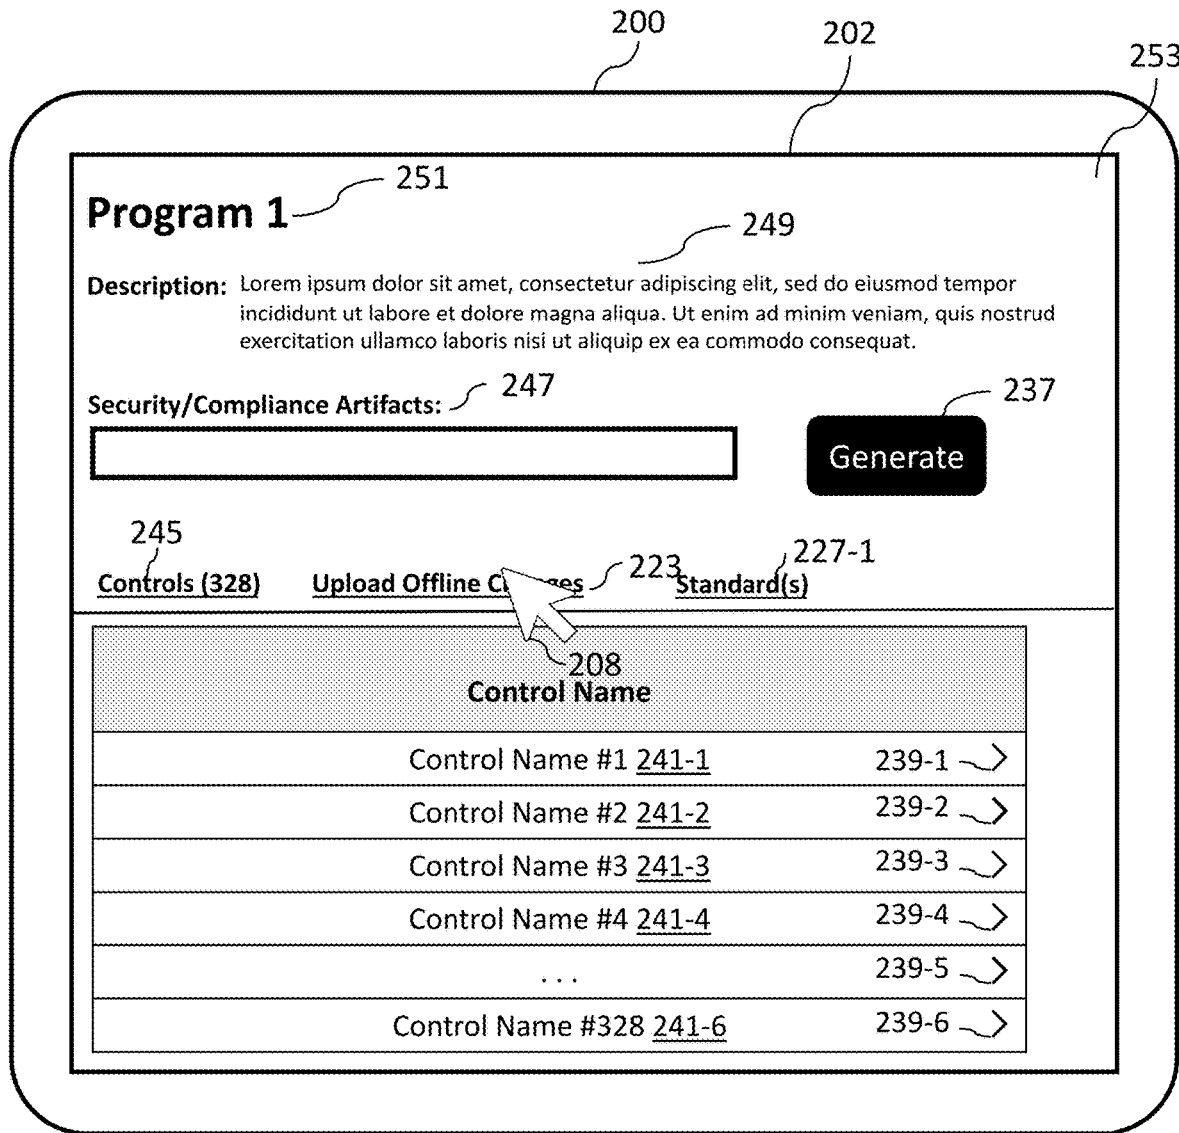 200
202
253
251
Program 1
249
Description: Lorem ipsum dolor sit amet, consectetur adipiscing elit, sed do eiusmod tempor
incididunt ut labore et dolore magna aliqua. Ut enim ad minim veniam, quis nostrud
exercitation ullamco laboris nisi ut aliquip ex ea commodo consequat.
247
237
Security/Compliance Artifacts:
Generate
245
223
227-1
Controls (328) Upload Offline Standard(s)
208
Control Name
Control Name #1 241-1 239-1
Control Name #2 241-2 239-2
Control Name #3 241-3 239-3
Control Name #4 241-4 239-4
. . . 239-5
Control Name #328 241-6 239-6